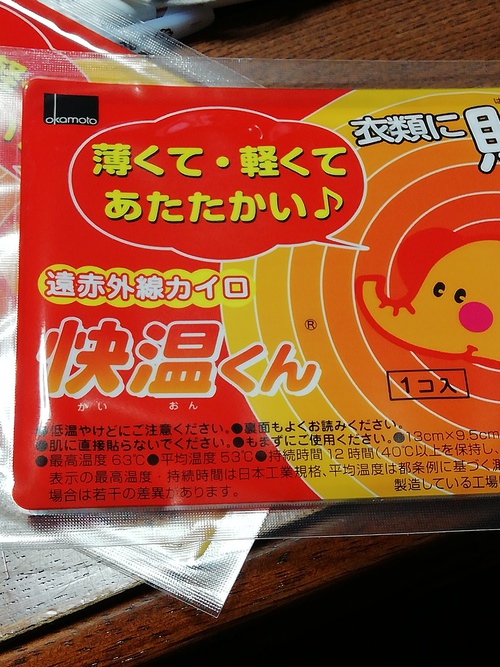 okamoto
衣類に貼
薄くて・軽くて
あたたかい♪
遠赤外線カイロ
快温くん®
かい おん
1コ入
●低温やけどにご注意ください。●裏面もよくお読みください。
●肌に直接貼らないでください。●もまずにご使用ください。●13cm×9.5cm
●最高温度 63℃●平均温度 53℃●持続時間 12時間(40℃以上を保持し、
表示の最高温度・持続時間は日本工業規格、平均温度は都条例に基づく測
場合は若干の差異があります。
製造している工場